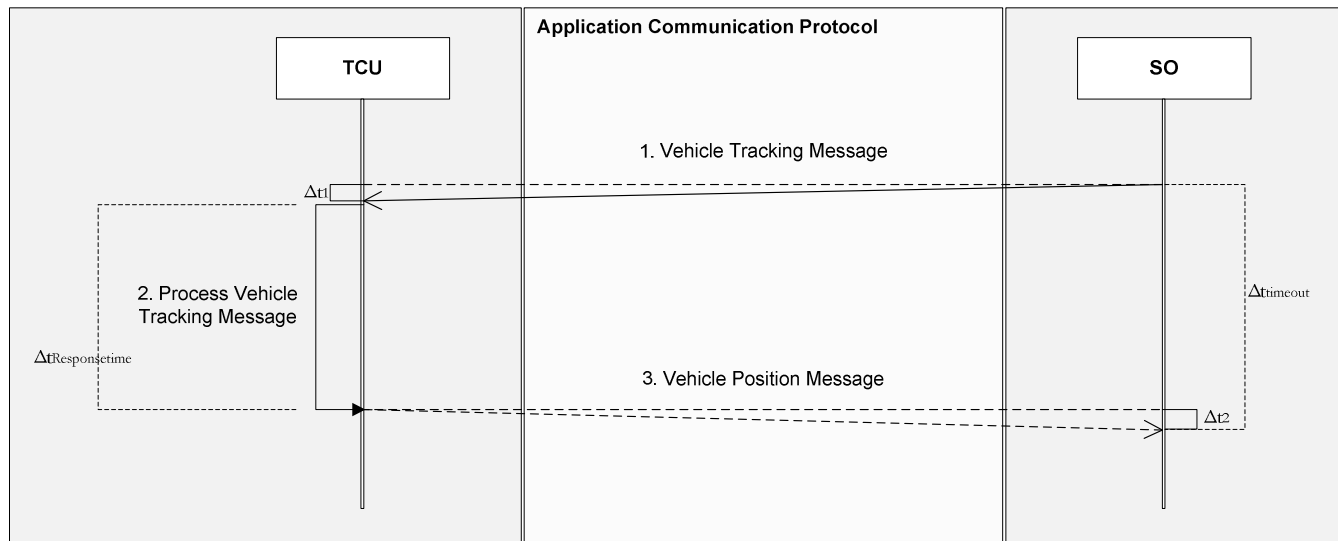 Application Communication Protocol
TCU
SO
1. Vehicle Tracking Message
Δt1
2. Process Vehicle
Tracking Message
Δttimeout
ΔtResponsetime
3. Vehicle Position Message
Δt2